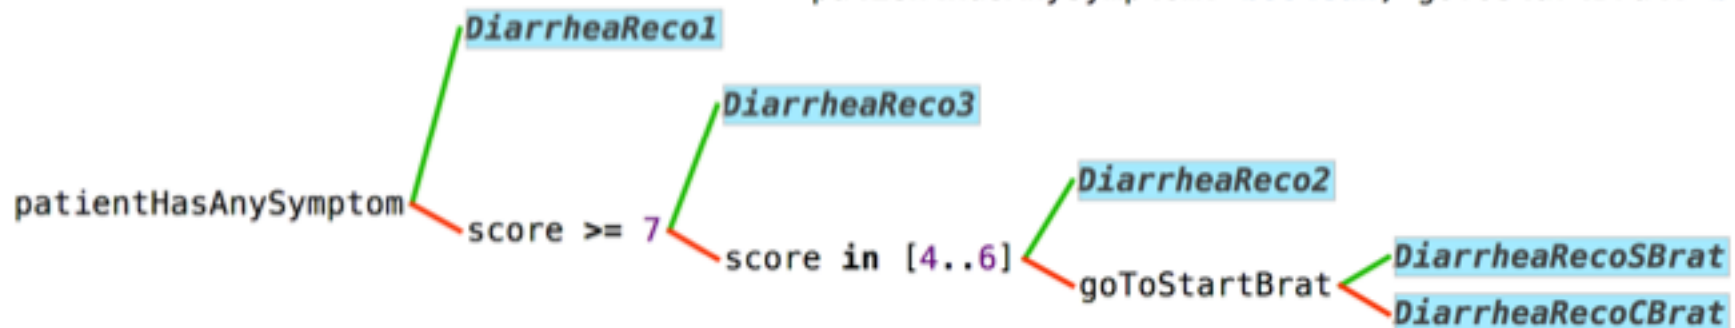 DiarrheaReco1
DiarrheaReco3
DiarrheaReco2
patientHasAnySymptom
score >= 7
score in [4..6]
goToStartBrat
DiarrheaRecoSBrat
DiarrheaRecoCBrat